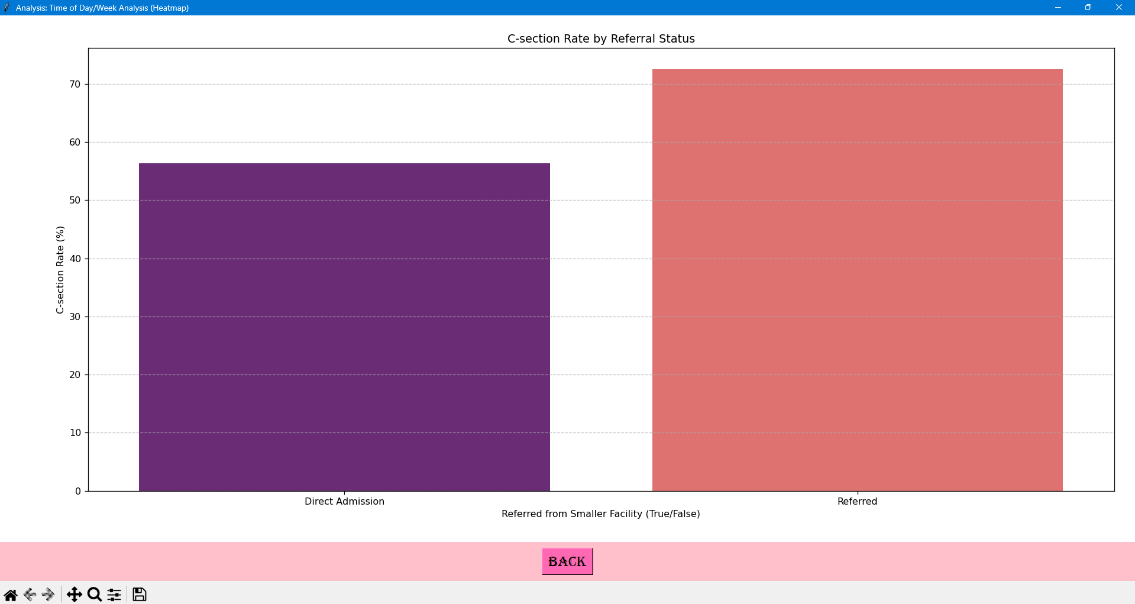 Analysis: Time of Day/Week Analysis (Heatmap)
C-section Rate by Referral Status
70
60
50
40
30
20
10
0
C-section Rate (%)
Direct Admission
Referred
Referred from Smaller Facility (True/False)
BACK